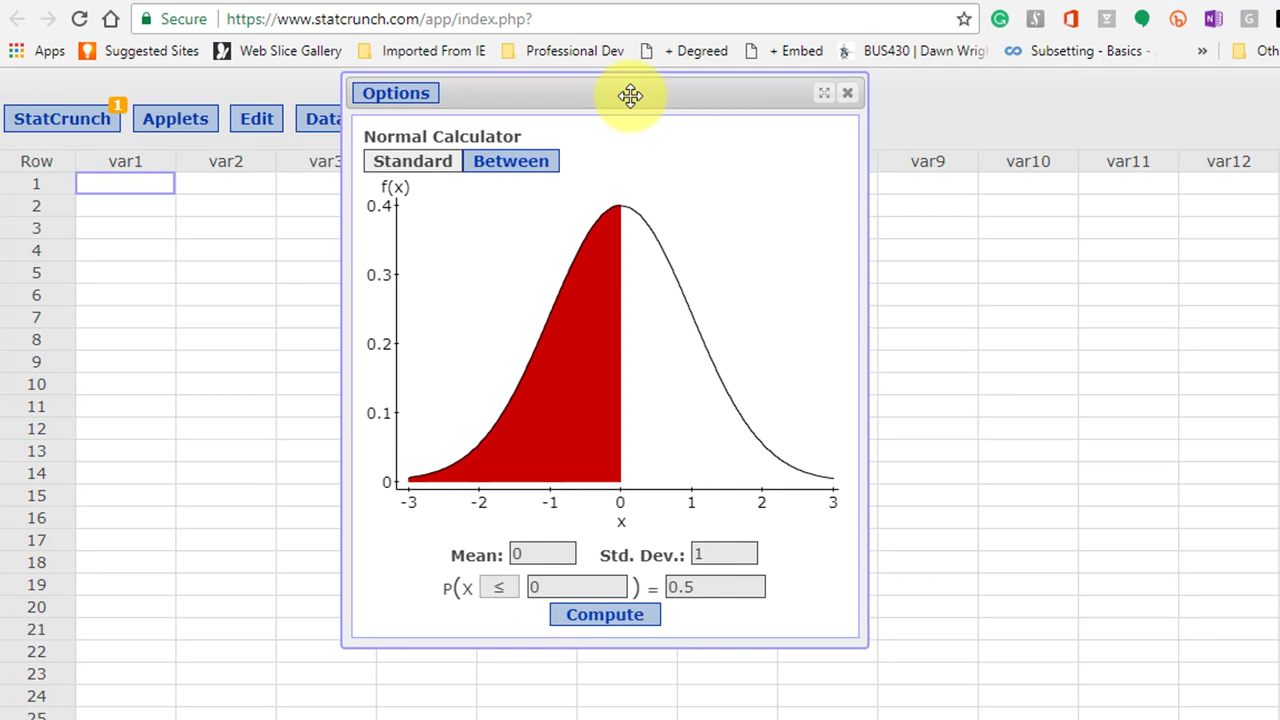 Secure https://www.statcrunch.com/app/index.php?
Apps Suggested Sites Web Slice Gallery Imported From IE Professional Dev + Degreed + Embed BUS430 | Dawn Wrigh Subsetting - Basics - » Oth
Options
StatCrunch 1 Applets Edit Data
Normal Calculator
Standard Between
Row var1 var2 var3 var9 var10 var11 var12
f(x)
0.4
0.3
0.2
0.1
0
-3 -2 -1 0 1 2 3
x
Mean: 0 Std. Dev.: 1
P(X ≤ 0 ) = 0.5
Compute
1
2
3
4
5
6
7
8
9
10
11
12
13
14
15
16
17
18
19
20
21
22
23
24
25